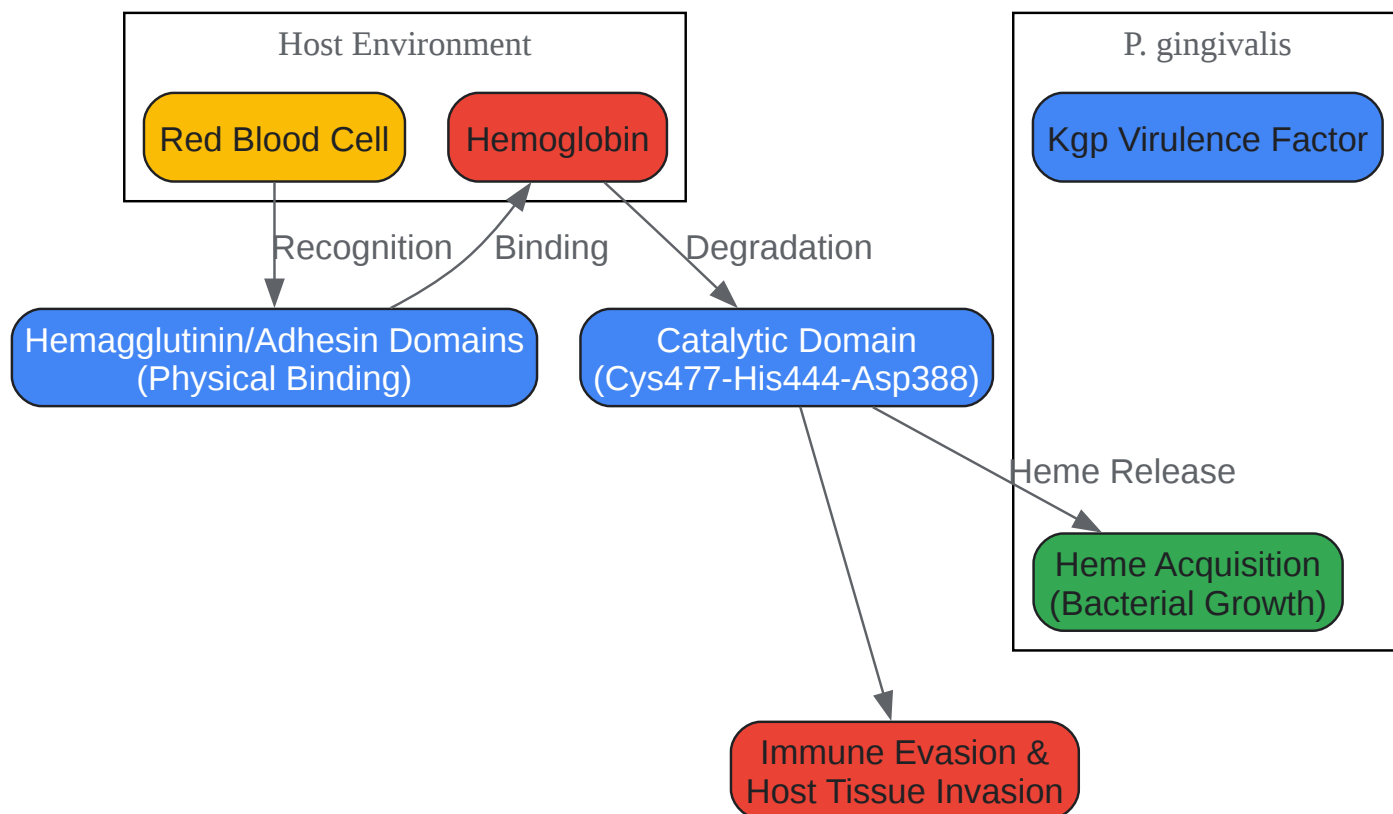 Host Environment
P. gingivalis
Red Blood Cell
Hemoglobin
Kgp Virulence Factor
Recognition
Binding
Degradation
Hemagglutinin/Adhesin Domains
(Physical Binding)
Catalytic Domain
(Cys477-His444-Asp388)
Heme Release
Heme Acquisition
(Bacterial Growth)
Immune Evasion &
Host Tissue Invasion